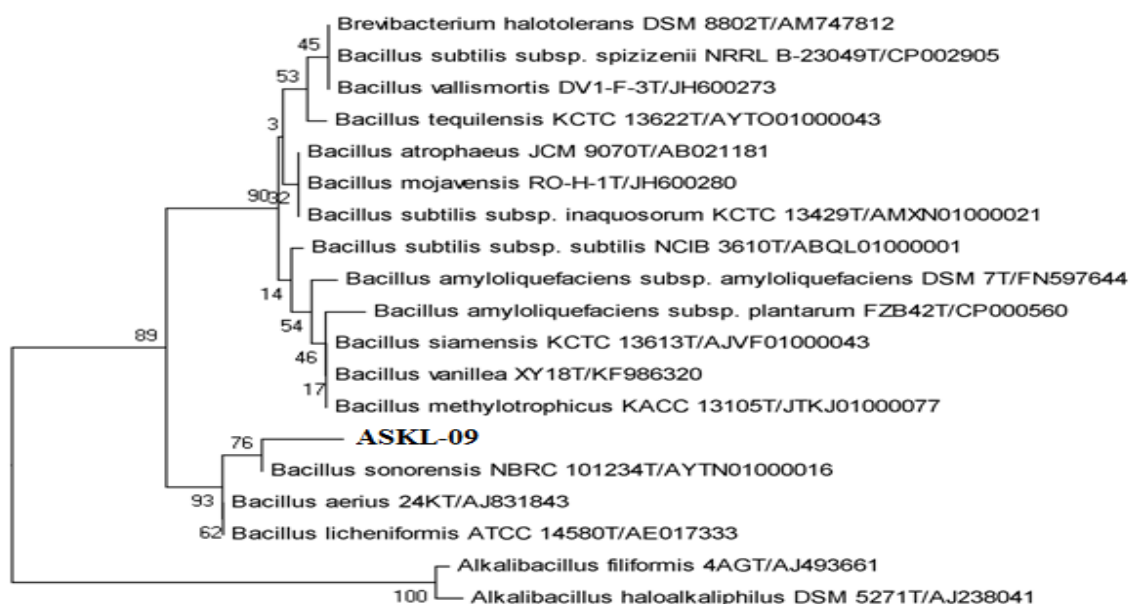 Brevibacterium halotolerans DSM 8802T/AM747812
45
Bacillus subtilis subsp. spizizenii NRRL B-23049T/CP002905
53
Bacillus vallismortis DV1-F-3T/JH600273
Bacillus tequilensis KCTC 13622T/AYTO01000043
3
Bacillus atrophaeus JCM 9070T/AB021181
Bacillus mojavensis RO-H-1T/JH600280
90
32
Bacillus subtilis subsp. inaquosorum KCTC 13429T/AMXN01000021
Bacillus subtilis subsp. subtilis NCIB 3610T/ABQL01000001
Bacillus amyloliquefaciens subsp. amyloliquefaciens DSM 7T/FN597644
14
Bacillus amyloliquefaciens subsp. plantarum FZB42T/CP000560
54
89
Bacillus siamensis KCTC 13613T/AJVF01000043
46
Bacillus vanillea XY18T/KF986320
17
Bacillus methylotrophicus KACC 13105T/JTKJ01000077
76
ASKL-09
Bacillus sonorensis NBRC 101234T/AYTN01000016
93
Bacillus aerius 24KT/AJ831843
62
Bacillus licheniformis ATCC 14580T/AE017333
Alkalibacillus filiformis 4AGT/AJ493661
100
Alkalibacillus haloalkaliphilus DSM 5271T/AJ238041